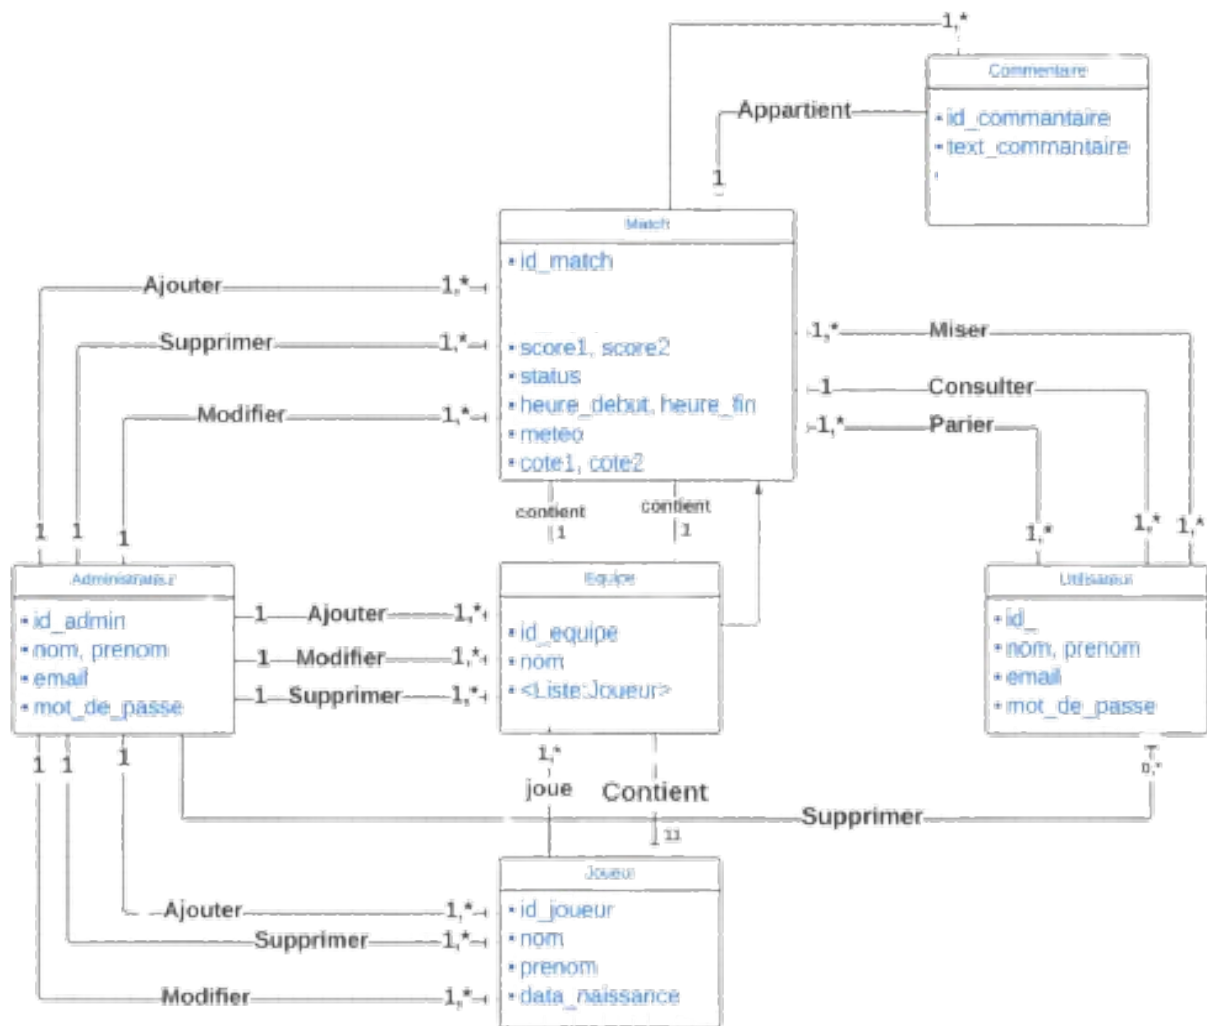 1,*
Commentaire
Appartient
id_commantaire
text_commantaire
1
Match
id_match
Ajouter
1,*
1,*
Miser
Supprimer
1,*
score1, score2
status
1
Consulter
heure_debut, heure_fin
Modifier
1,*
1,*
Parier
meteo
cote1, cote2
contient
contient
1
1
1
1
1
1,*
1,*
1,*
Administrateur
Equipe
Utilisateur
id_admin
nom, prenom
email
mot_de_passe
1
Ajouter
1,*
1
Modifier
1,*
1
Supprimer
1,*
id_equipe
nom
<Liste:Joueur>
id_
nom, prenom
email
mot_de_passe
1
1
1
1,*
0,*
joue
Contient
Supprimer
11
Joueur
Ajouter
1,*
id_joueur
Supprimer
1,*
nom
prenom
Modifier
1,*
data_naissance